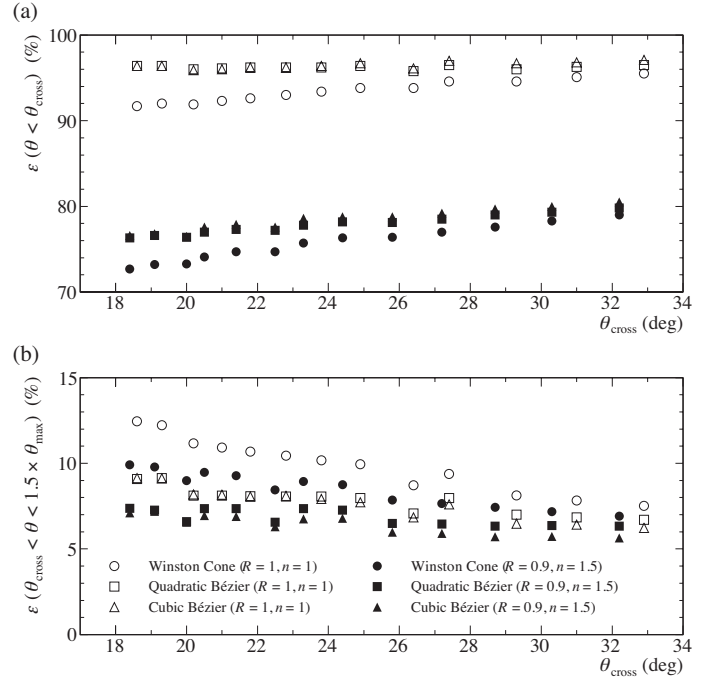 (a)
ε (θ < θcross) (%)
100
90
80
70
18 20 22 24 26 28 30 32 34
θcross (deg)
(b)
ε (θcross < θ < 1.5 × θmax) (%)
15
10
5
0
Winston Cone (R = 1, n = 1) Winston Cone (R = 0.9, n = 1.5)
Quadratic Bézier (R = 1, n = 1) Quadratic Bézier (R = 0.9, n = 1.5)
Cubic Bézier (R = 1, n = 1) Cubic Bézier (R = 0.9, n = 1.5)
18 20 22 24 26 28 30 32 34
θcross (deg)